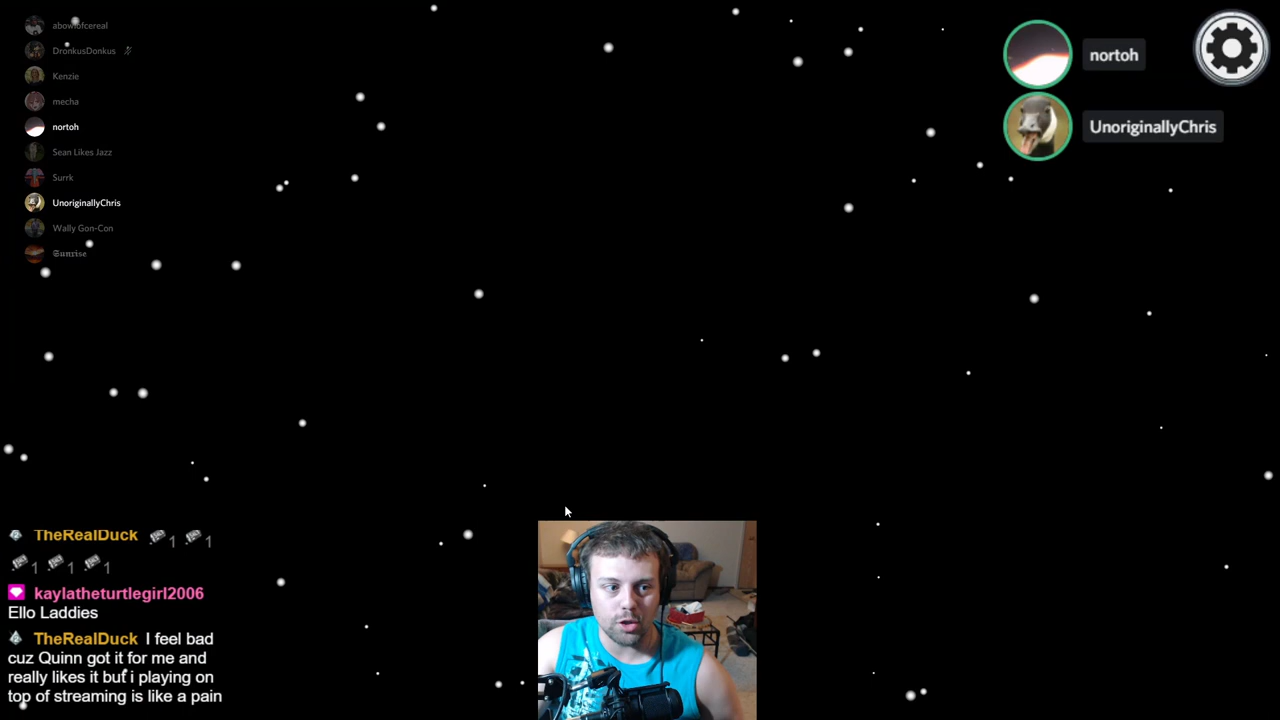 abowlofcereal
DronkusDonkus
Kenzie
mecha
nortoh
Sean Likes Jazz
Surrk
UnoriginallyChris
Wally Gon-Con
𝕾𝖚𝖓𝖗𝖎𝖘𝖊
nortoh
UnoriginallyChris
TheRealDuck 1 1
1 1 1
kaylatheturtlegirl2006
Ello Laddies
TheRealDuck I feel bad
cuz Quinn got it for me and
really likes it but i playing on
top of streaming is like a pain